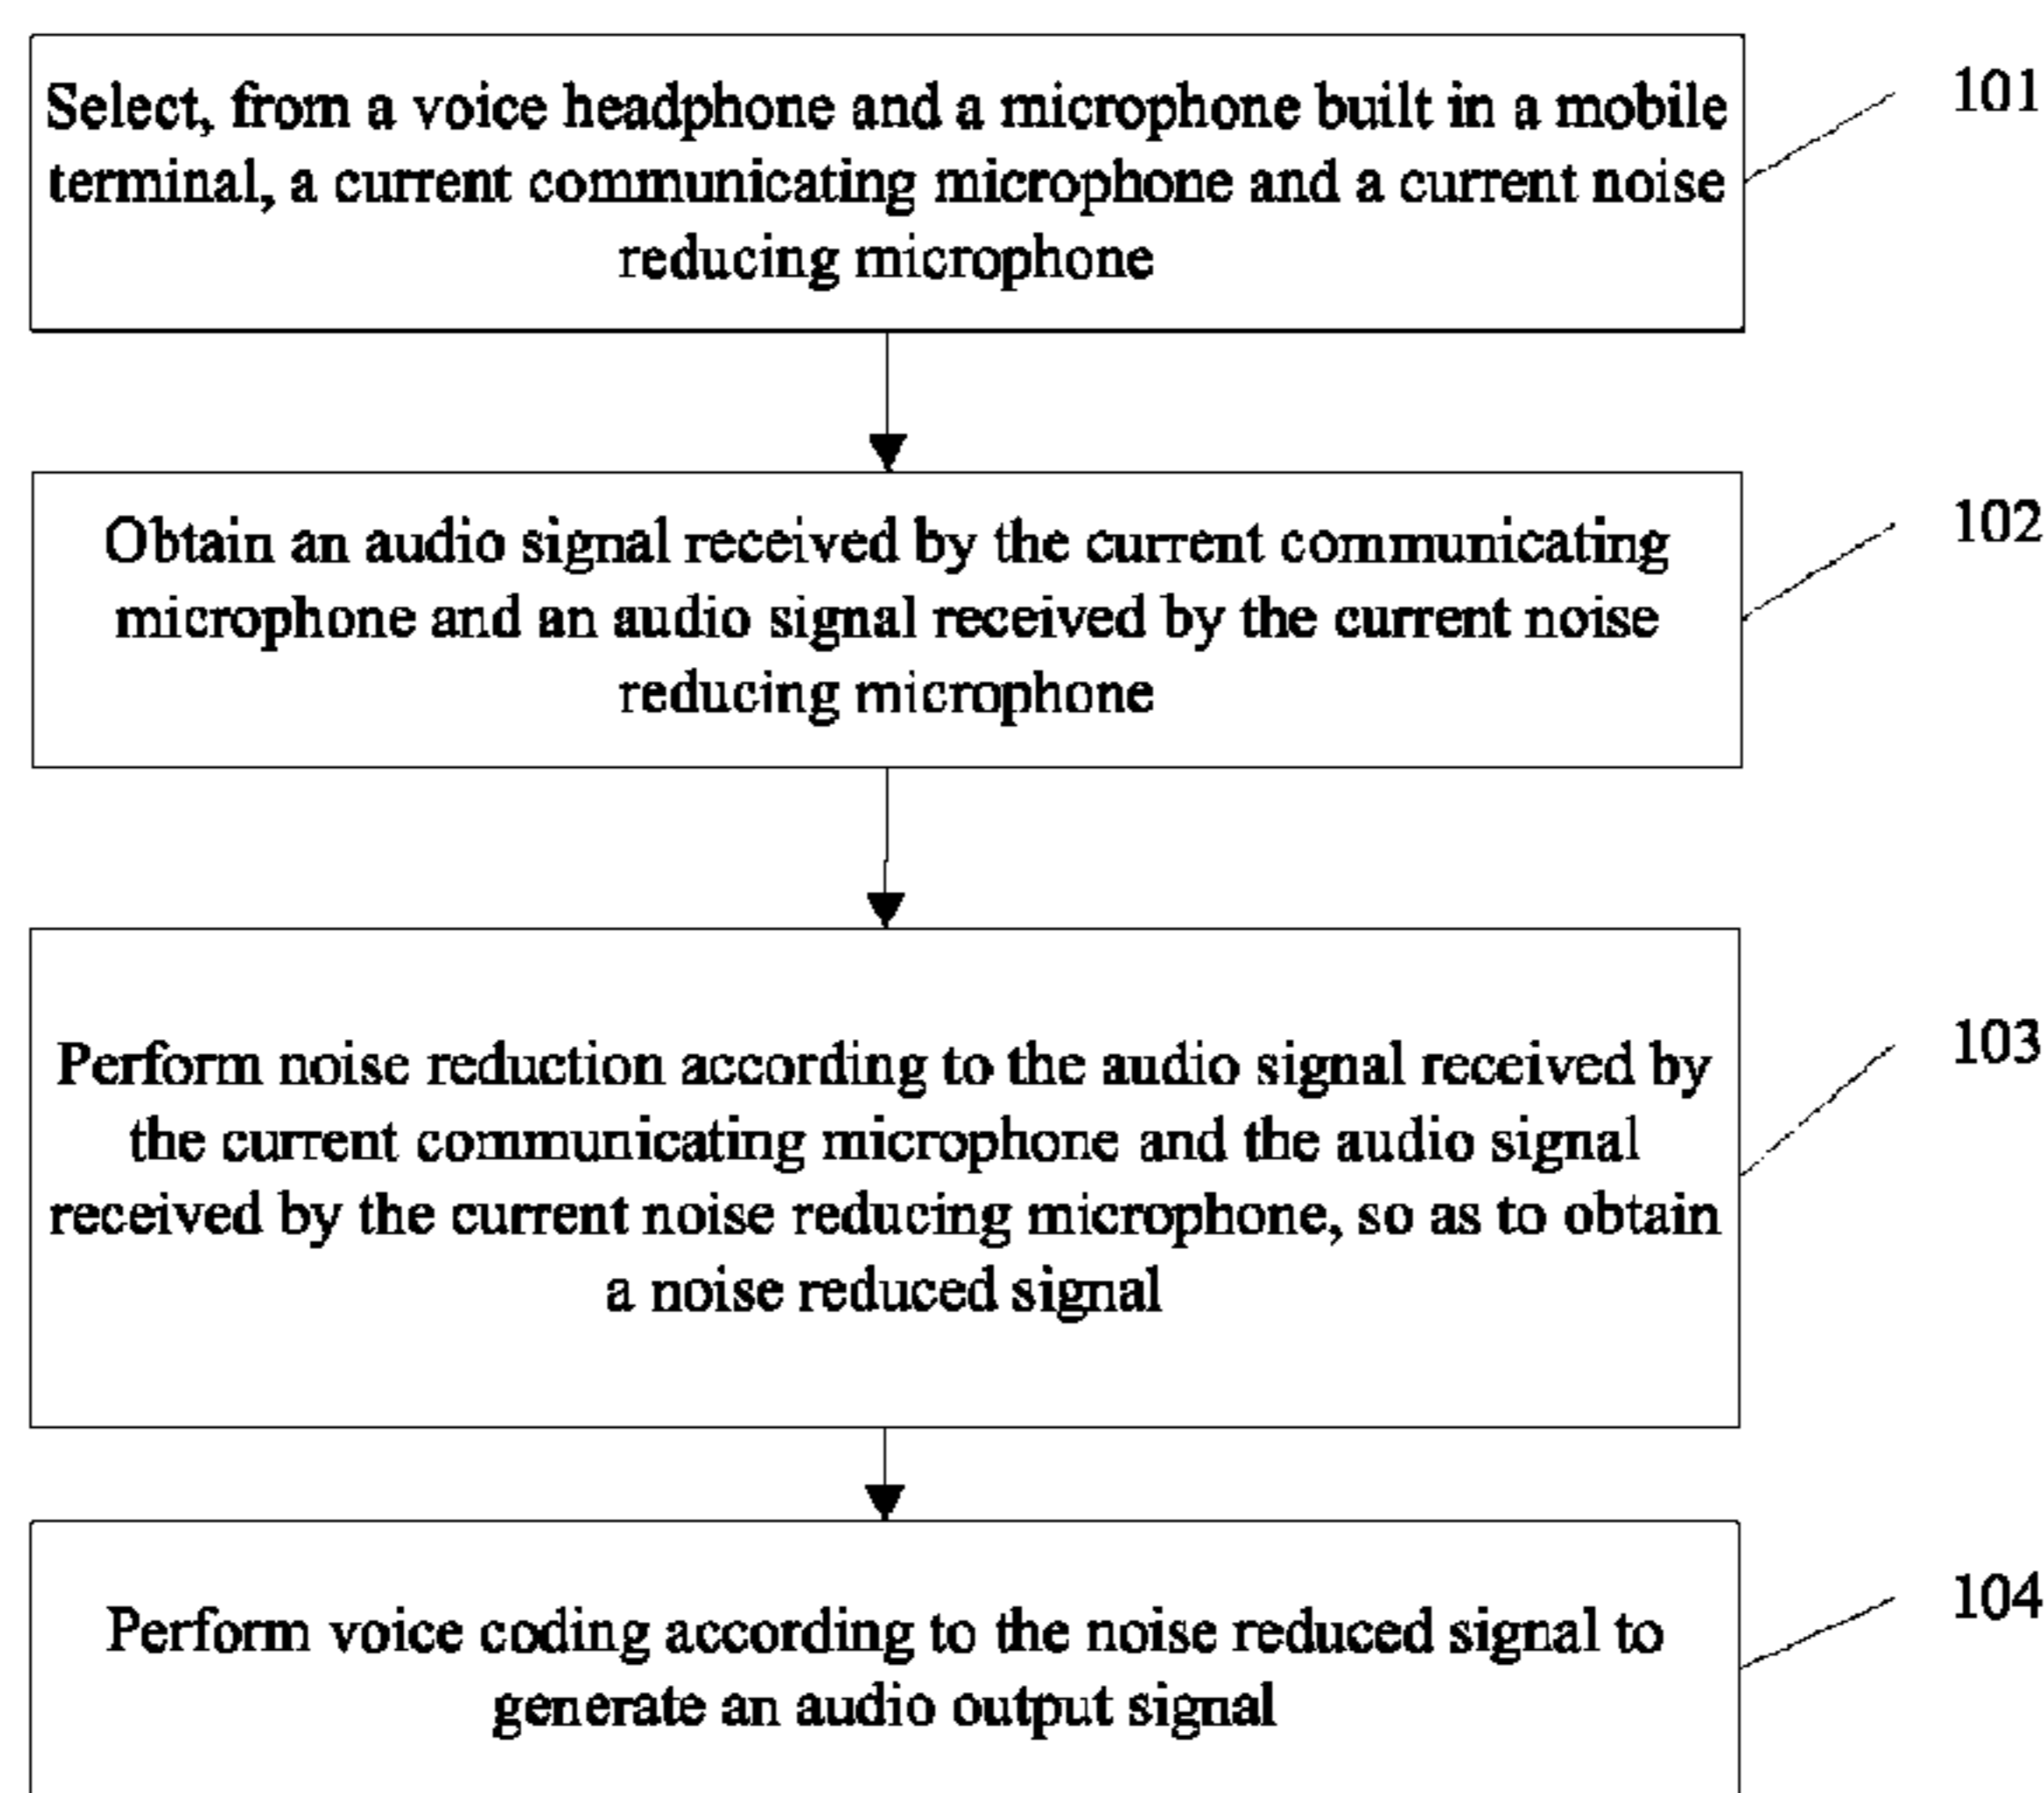 Select, from a voice headphone and a microphone built in a mobile
terminal, a current communicating microphone and a current noise
reducing microphone
101
Obtain an audio signal received by the current communicating
microphone and an audio signal received by the current noise
reducing microphone
102
Perform noise reduction according to the audio signal received by
the current communicating microphone and the audio signal
received by the current noise reducing microphone, so as to obtain
a noise reduced signal
103
Perform voice coding according to the noise reduced signal to
generate an audio output signal
104